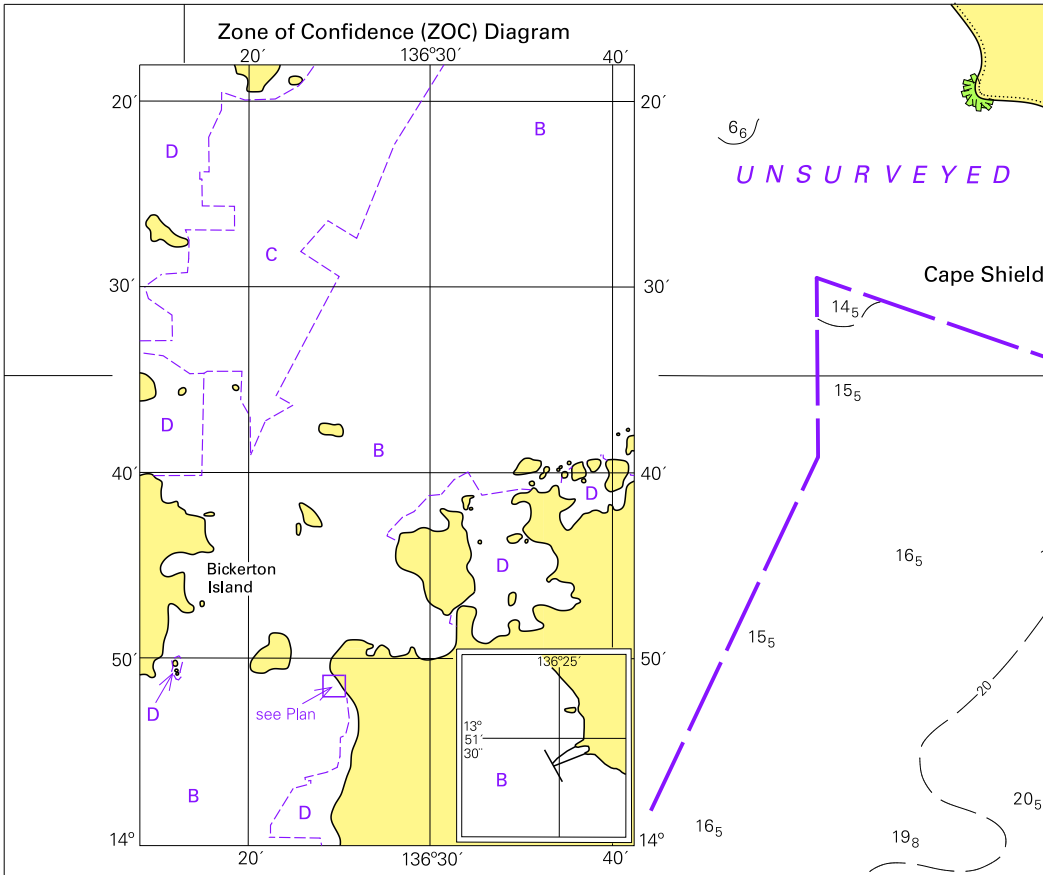 Zone of Confidence (ZOC) Diagram
20′ 136°30′ 40′
20′ 20′
B
D
6₆
UNSURVEYED
C
Cape Shield
30′ 30′
14₅
15₅
D
B
40′ 40′
D
D
16₅
Bickerton
Island
15₅
50′ 50′
136°25′
20
D
see Plan
13°
51′
30″
B
B
D
20₅
16₅
19₈
14° 14°
20′ 136°30′ 40′